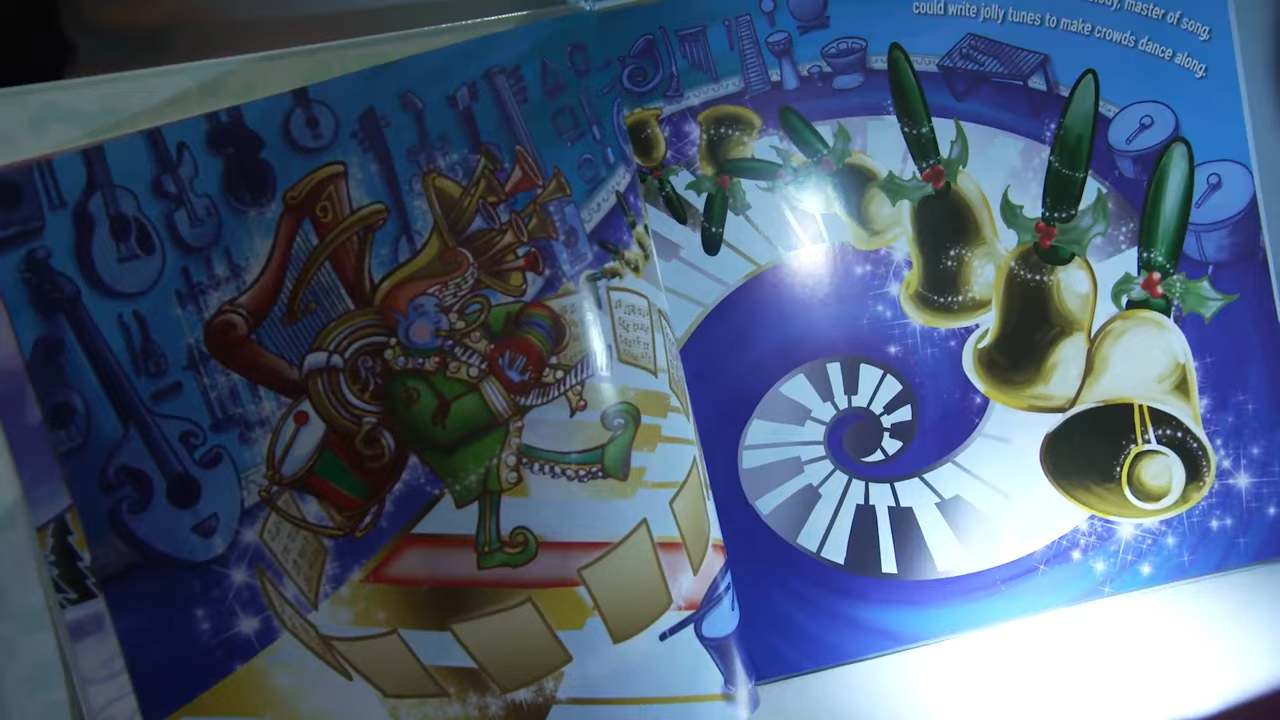 master of song,
could write jolly tunes to make crowds dance along.